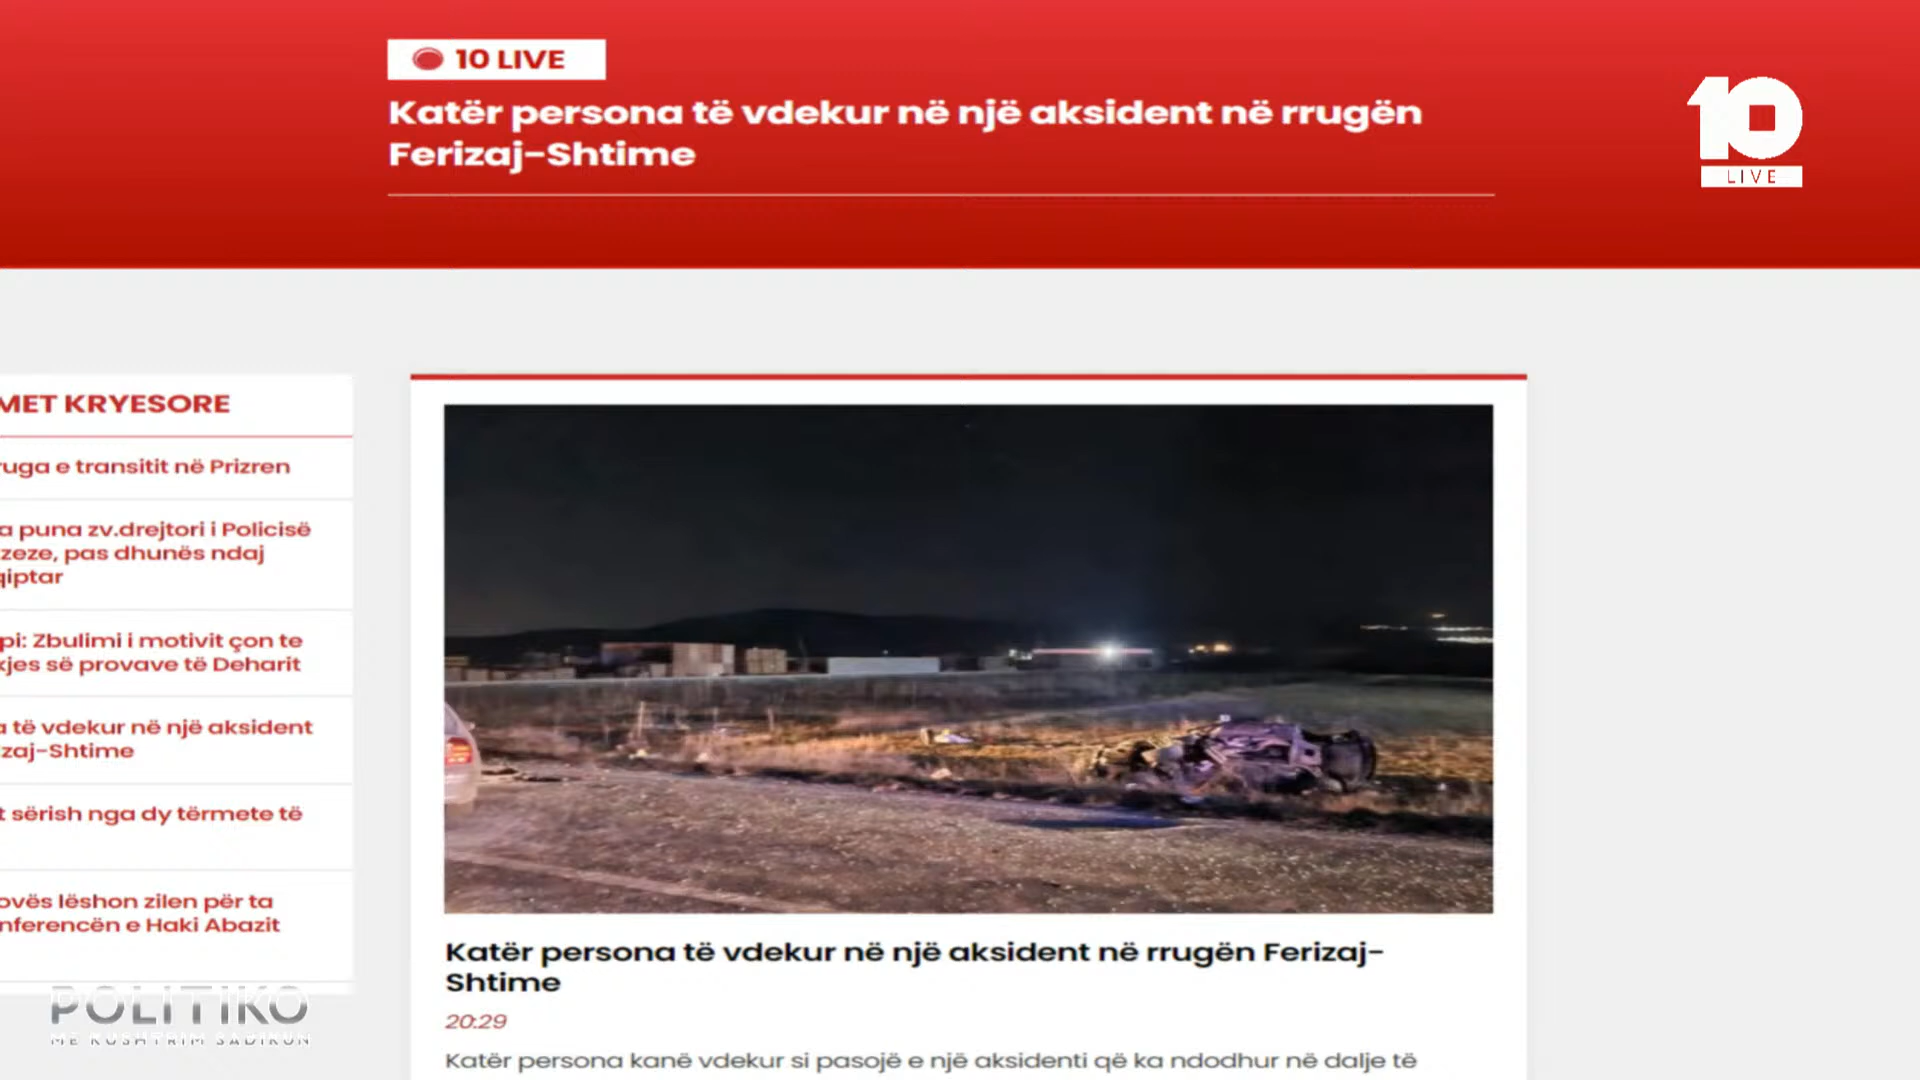 10 LIVE
Katër persona të vdekur në një aksident në rrugën
Ferizaj-Shtime
10
LIVE
MET KRYESORE
ruga e transitit në Prizren
a puna zv.drejtori i Policisë
zeze, pas dhunës ndaj
qiptar
pi: Zbulimi i motivit çon te
kjes së provave të Deharit
a të vdekur në një aksident
zaj-Shtime
t sërish nga dy tërmete të
ovës lëshon zilen për ta
nferencën e Haki Abazit
Katër persona të vdekur në një aksident në rrugën Ferizaj-
Shtime
20:29
Katër persona kanë vdekur si pasojë e një aksidenti që ka ndodhur në dalje të
POLITIKO
ME KUSHTRIM SADIKUN